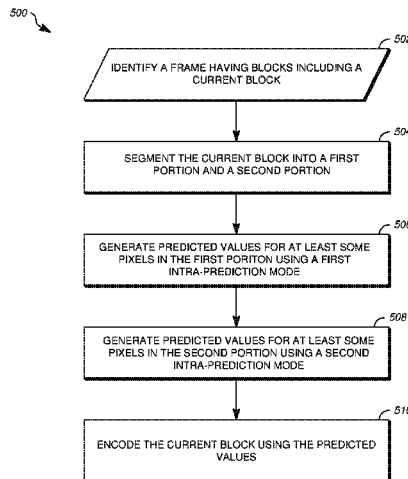 500
502
IDENTIFY A FRAME HAVING BLOCKS INCLUDING A
CURRENT BLOCK
504
SEGMENT THE CURRENT BLOCK INTO A FIRST
PORTION AND A SECOND PORTION
506
GENERATE PREDICTED VALUES FOR AT LEAST SOME
PIXELS IN THE FIRST PORITON USING A FIRST
INTRA-PREDICTION MODE
508
GENERATE PREDICTED VALUES FOR AT LEAST SOME
PIXELS IN THE SECOND PORTION USING A SECOND
INTRA-PREDICTION MODE
510
ENCODE THE CURRENT BLOCK USING THE PREDICTED
VALUES